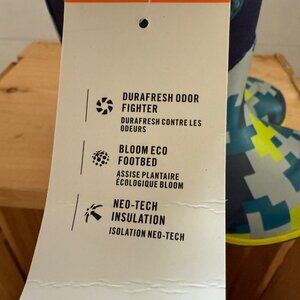 DURAFRESH ODOR
FIGHTER
DURAFRESH CONTRE LES
ODEURS
BLOOM ECO
FOOTBED
ASSISE PLANTAIRE
ÉCOLOGIQUE BLOOM
NEO-TECH
INSULATION
ISOLATION NEO-TECH